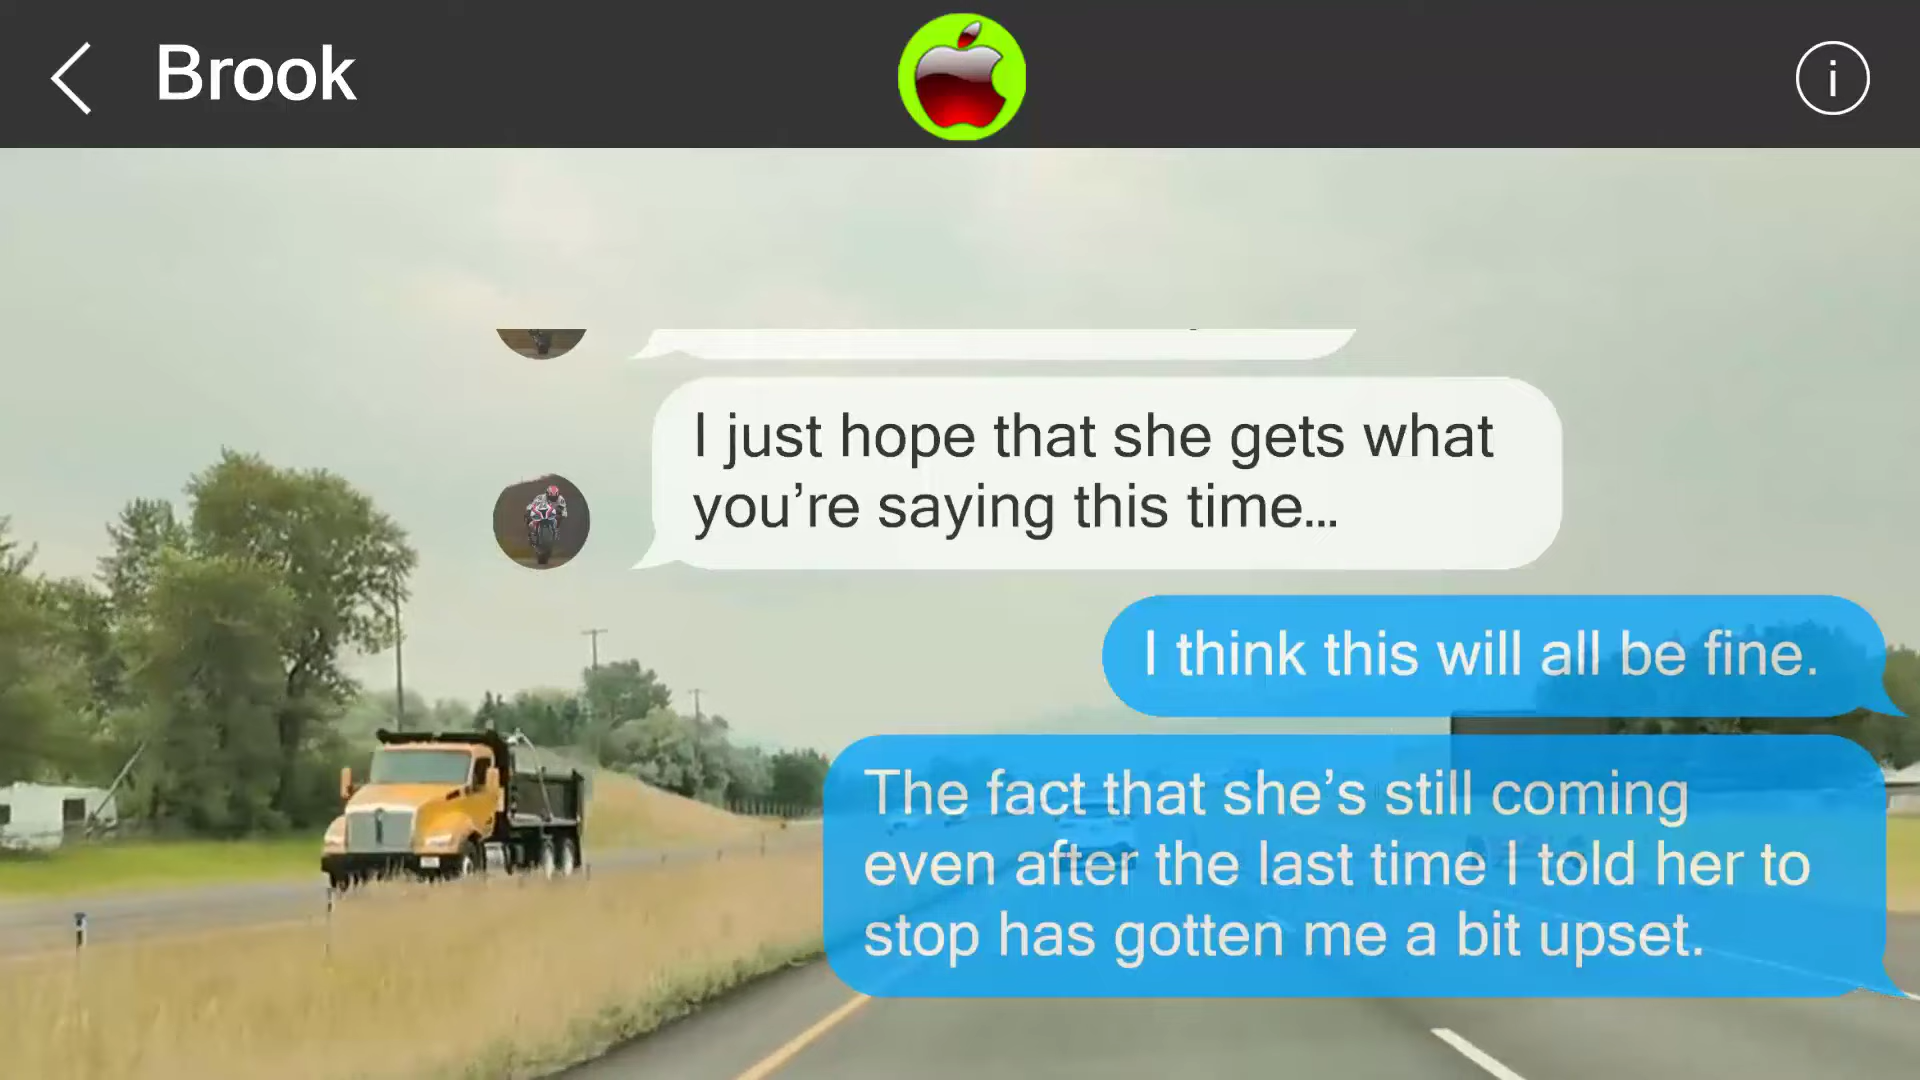 Brook
i
I just hope that she gets what
you’re saying this time...
I think this will all be fine.
The fact that she’s still coming
even after the last time I told her to
stop has gotten me a bit upset.